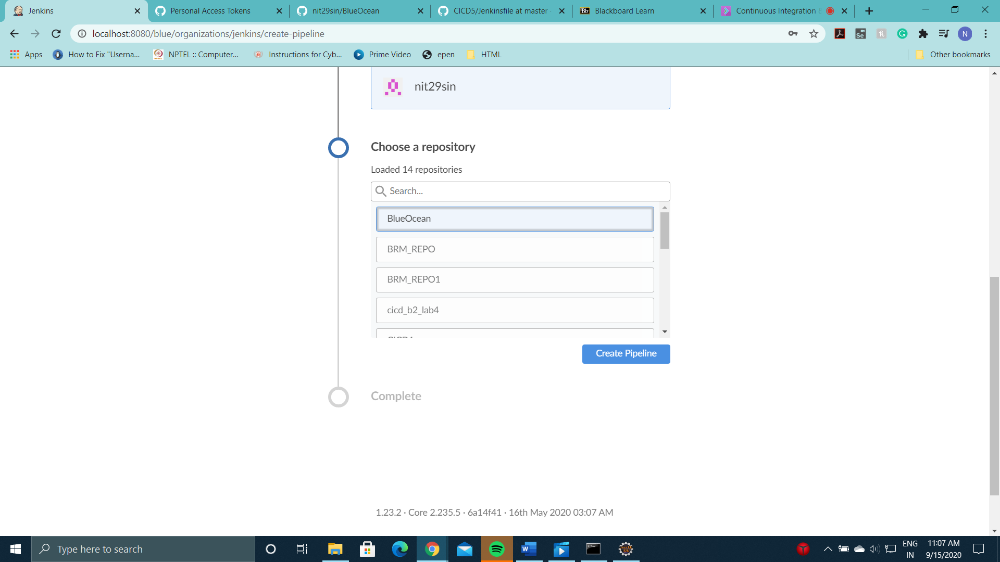 Jenkins
Personal Access Tokens
nit29sin/BlueOcean
CICD5/Jenkinsfile at master
Blackboard Learn
Continuous Integration &
localhost:8080/blue/organizations/jenkins/create-pipeline
Apps
How to Fix "Userna...
NPTEL :: Computer...
Instructions for Cyb...
Prime Video
epen
HTML
Other bookmarks
nit29sin
Choose a repository
Loaded 14 repositories
Search...
BlueOcean
BRM_REPO
BRM_REPO1
cicd_b2_lab4
Create Pipeline
Complete
1.23.2 · Core 2.235.5 · 6a14f41 · 16th May 2020 03:07 AM
Type here to search
ENG
IN
11:07 AM
9/15/2020